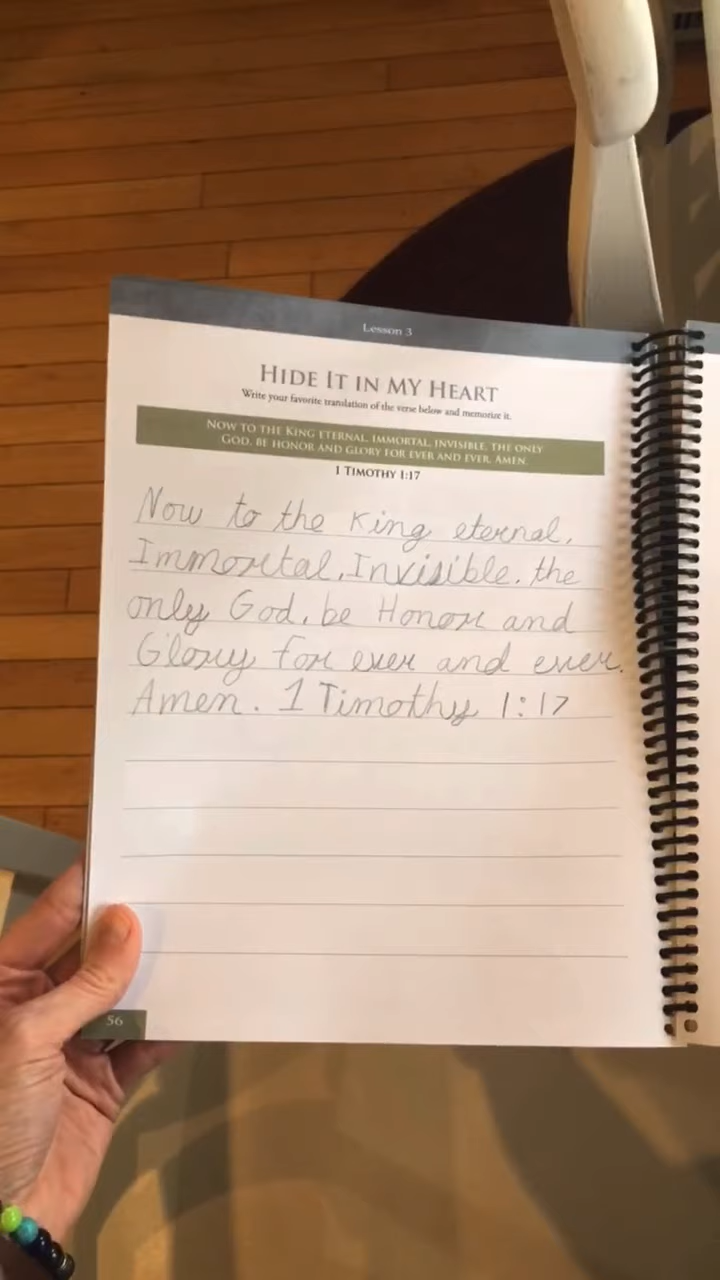 Lesson 3
HIDE IT IN MY HEART
Write your favorite translation of the verse below and memorize it.
NOW TO THE KING ETERNAL, IMMORTAL, INVISIBLE, THE ONLY
GOD, BE HONOR AND GLORY FOR EVER AND EVER. AMEN.
1 TIMOTHY 1:17
Now to the King eternal,
Immortal, Invisible, the
only God, be Honor and
Glory for ever and ever.
Amen. 1 Timothy 1:17
56